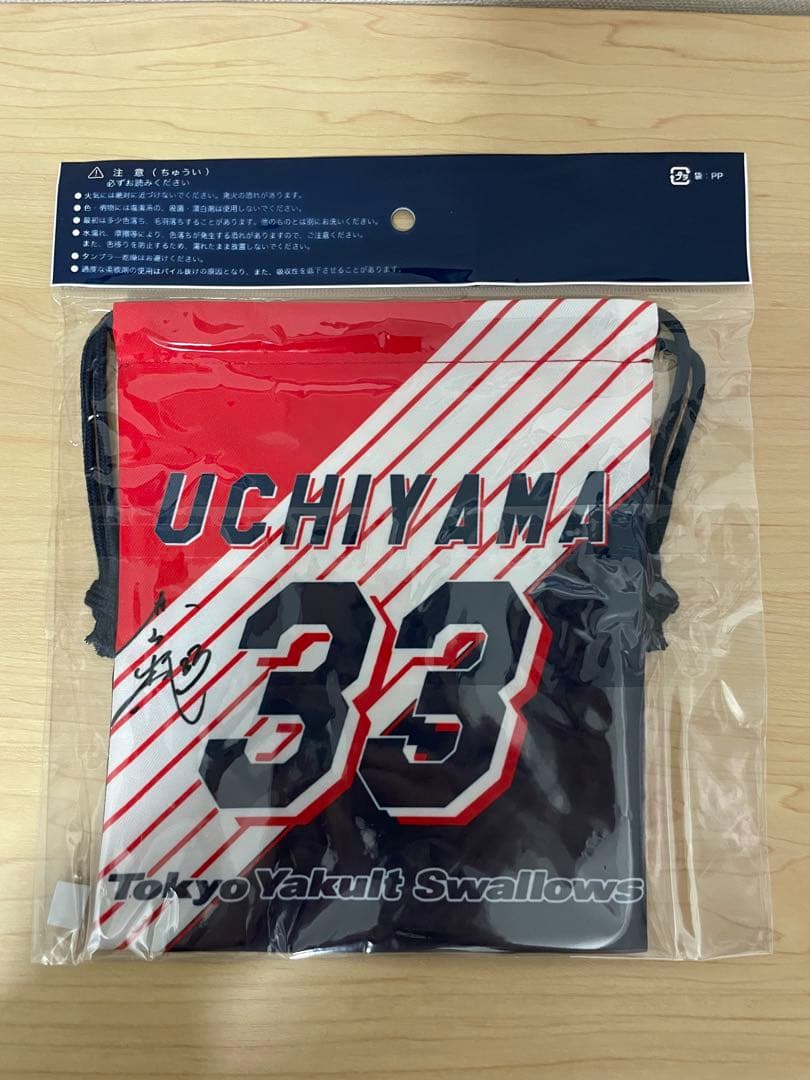 注 意 (ちゅうい)
必ずお読みください
袋:PP
● 火気には絶対に近づけないでください。発火の恐れがあります。
● 色・柄物には塩素系の、殺菌・漂白剤は使用しないでください。
● 最初は多少色落ち、毛羽落ちすることがあります。他のものとは別にお洗いください。
● 水濡れ、摩擦等により、色落ちが発生する恐れがありますので、ご注意ください。
また、色移りを防止するため、濡れたまま放置しないでください。
● タンブラー乾燥はお避けください。
● 過度な柔軟剤の使用はパイル抜けの原因となり、また、吸収性を低下させることがあります。
UCHIYAMA
33
Tokyo Yakult Swallows